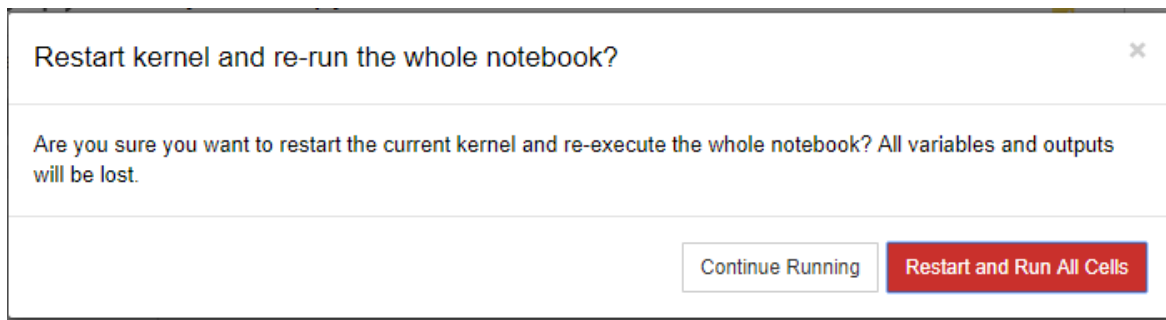 Restart kernel and re-run the whole notebook?
×
Are you sure you want to restart the current kernel and re-execute the whole notebook? All variables and outputs
will be lost.
Continue Running
Restart and Run All Cells